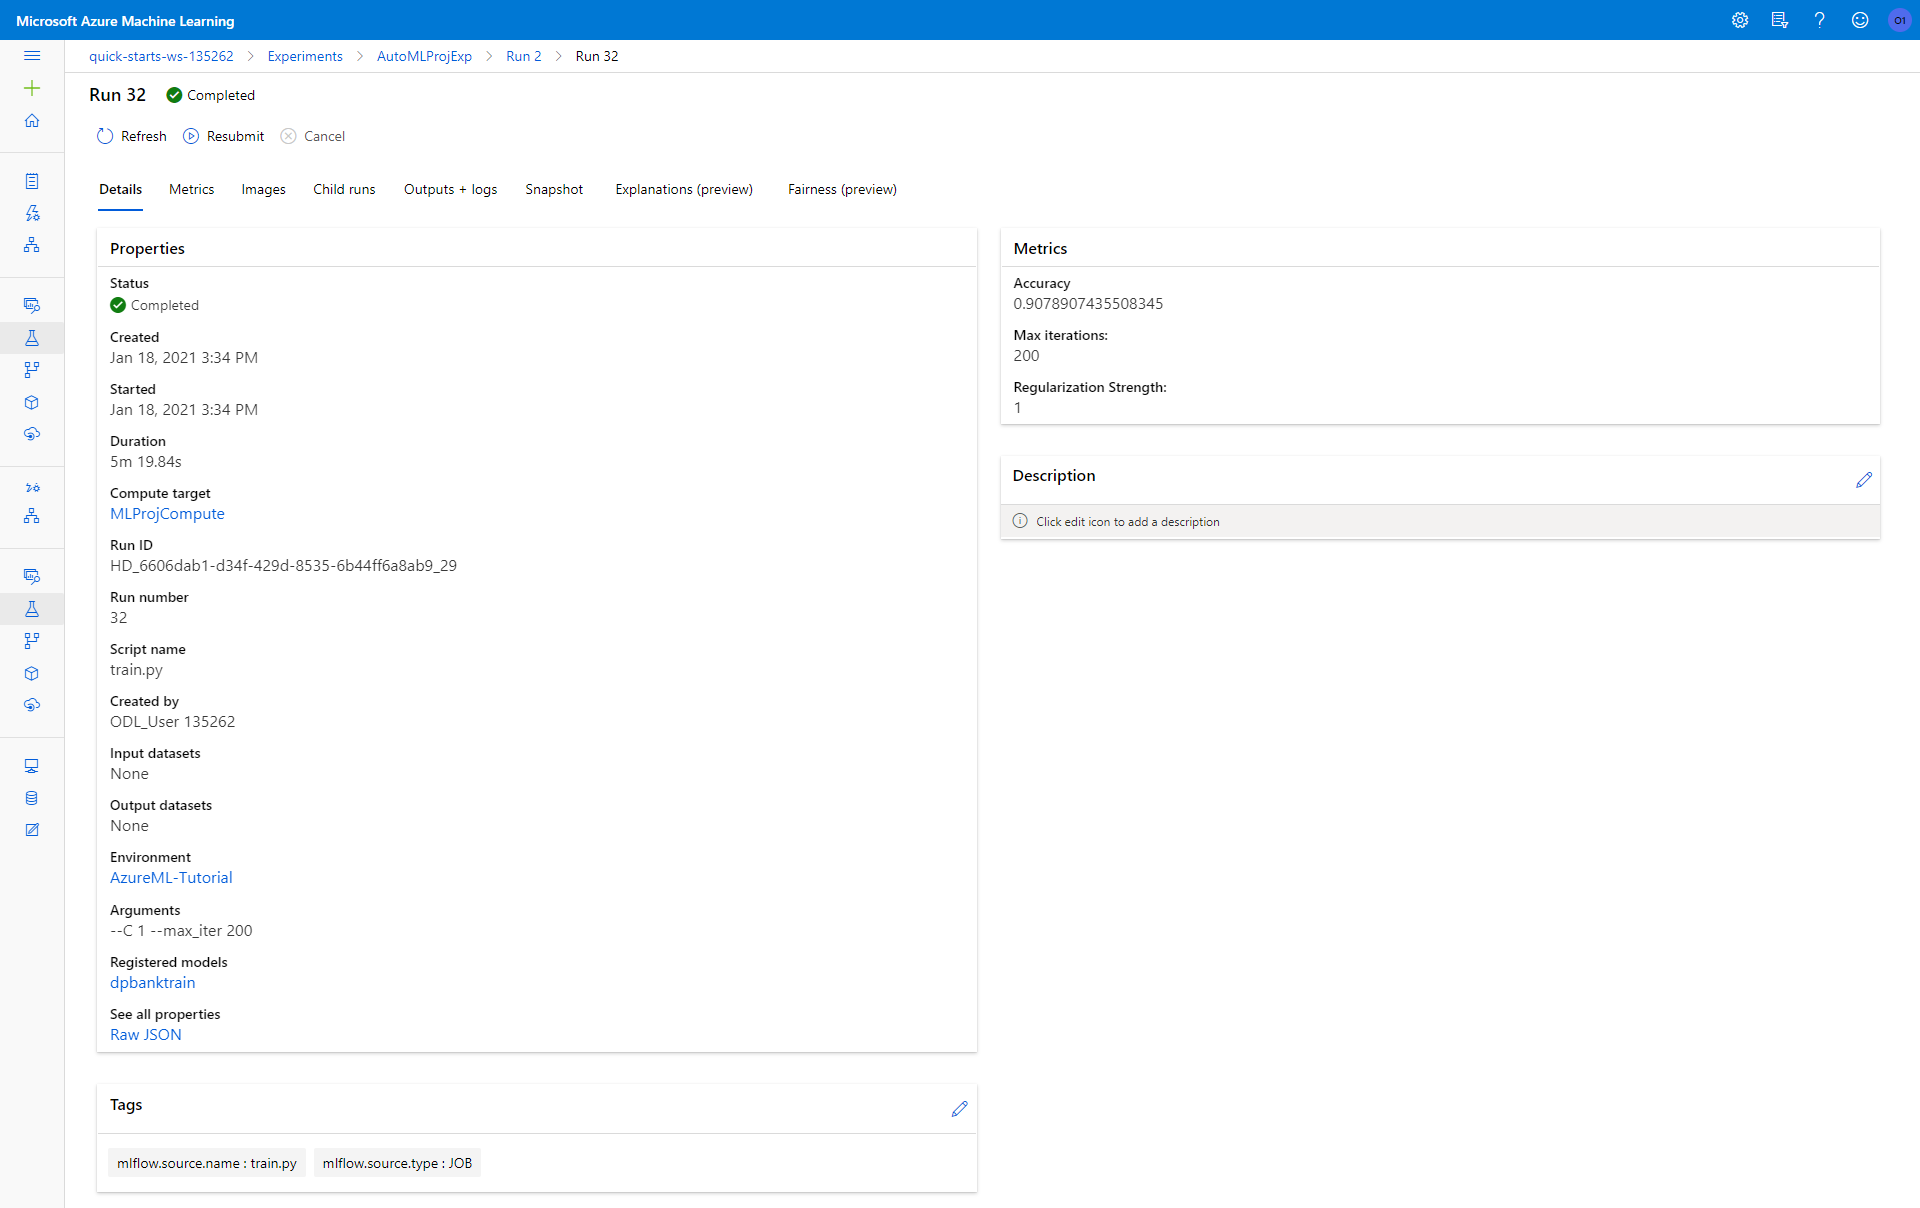 Microsoft Azure Machine Learning
O1
quick-starts-ws-135262 > Experiments > AutoMLProjExp > Run 2 > Run 32
Run 32 Completed
Refresh Resubmit Cancel
Details Metrics Images Child runs Outputs + logs Snapshot Explanations (preview) Fairness (preview)
Properties
Status
Completed
Created
Jan 18, 2021 3:34 PM
Started
Jan 18, 2021 3:34 PM
Duration
5m 19.84s
Compute target
MLProjCompute
Run ID
HD_6606dab1-d34f-429d-8535-6b44ff6a8ab9_29
Run number
32
Script name
train.py
Created by
ODL_User 135262
Input datasets
None
Output datasets
None
Environment
AzureML-Tutorial
Arguments
--C 1 --max_iter 200
Registered models
dpbanktrain
See all properties
Raw JSON
Tags
mlflow.source.name : train.py mlflow.source.type : JOB
Metrics
Accuracy
0.9078907435508345
Max iterations:
200
Regularization Strength:
1
Description
Click edit icon to add a description